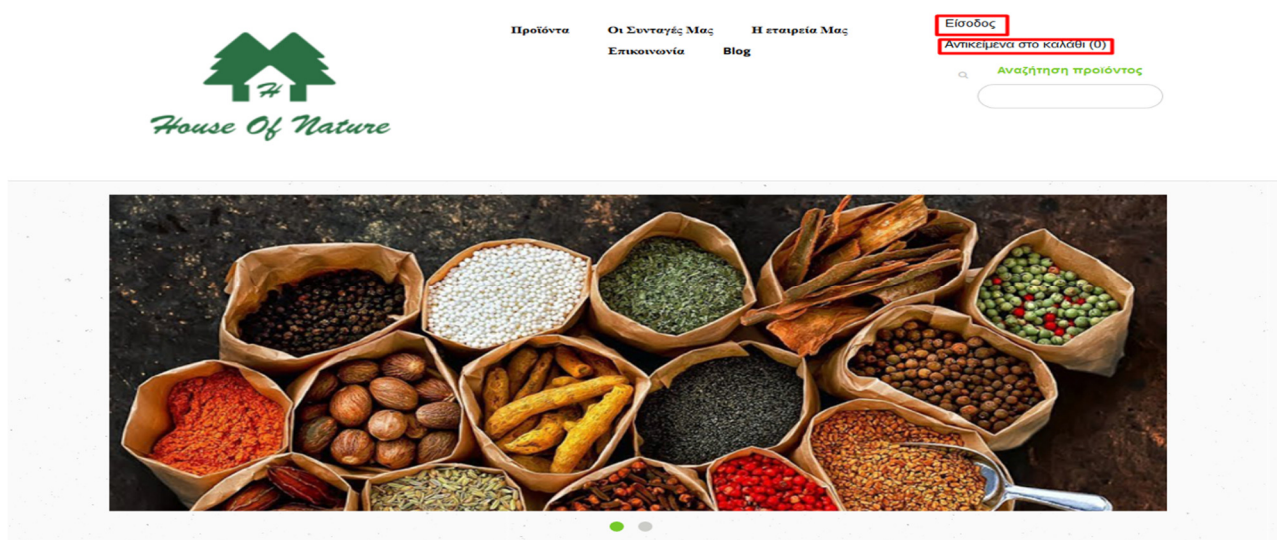 H
House Of Nature
Προϊόντα Οι Συνταγές Μας Η εταιρεία Μας
Επικοινωνία Blog
Είσοδος
Αντικείμενα στο καλάθι (0)
Αναζήτηση προϊόντος